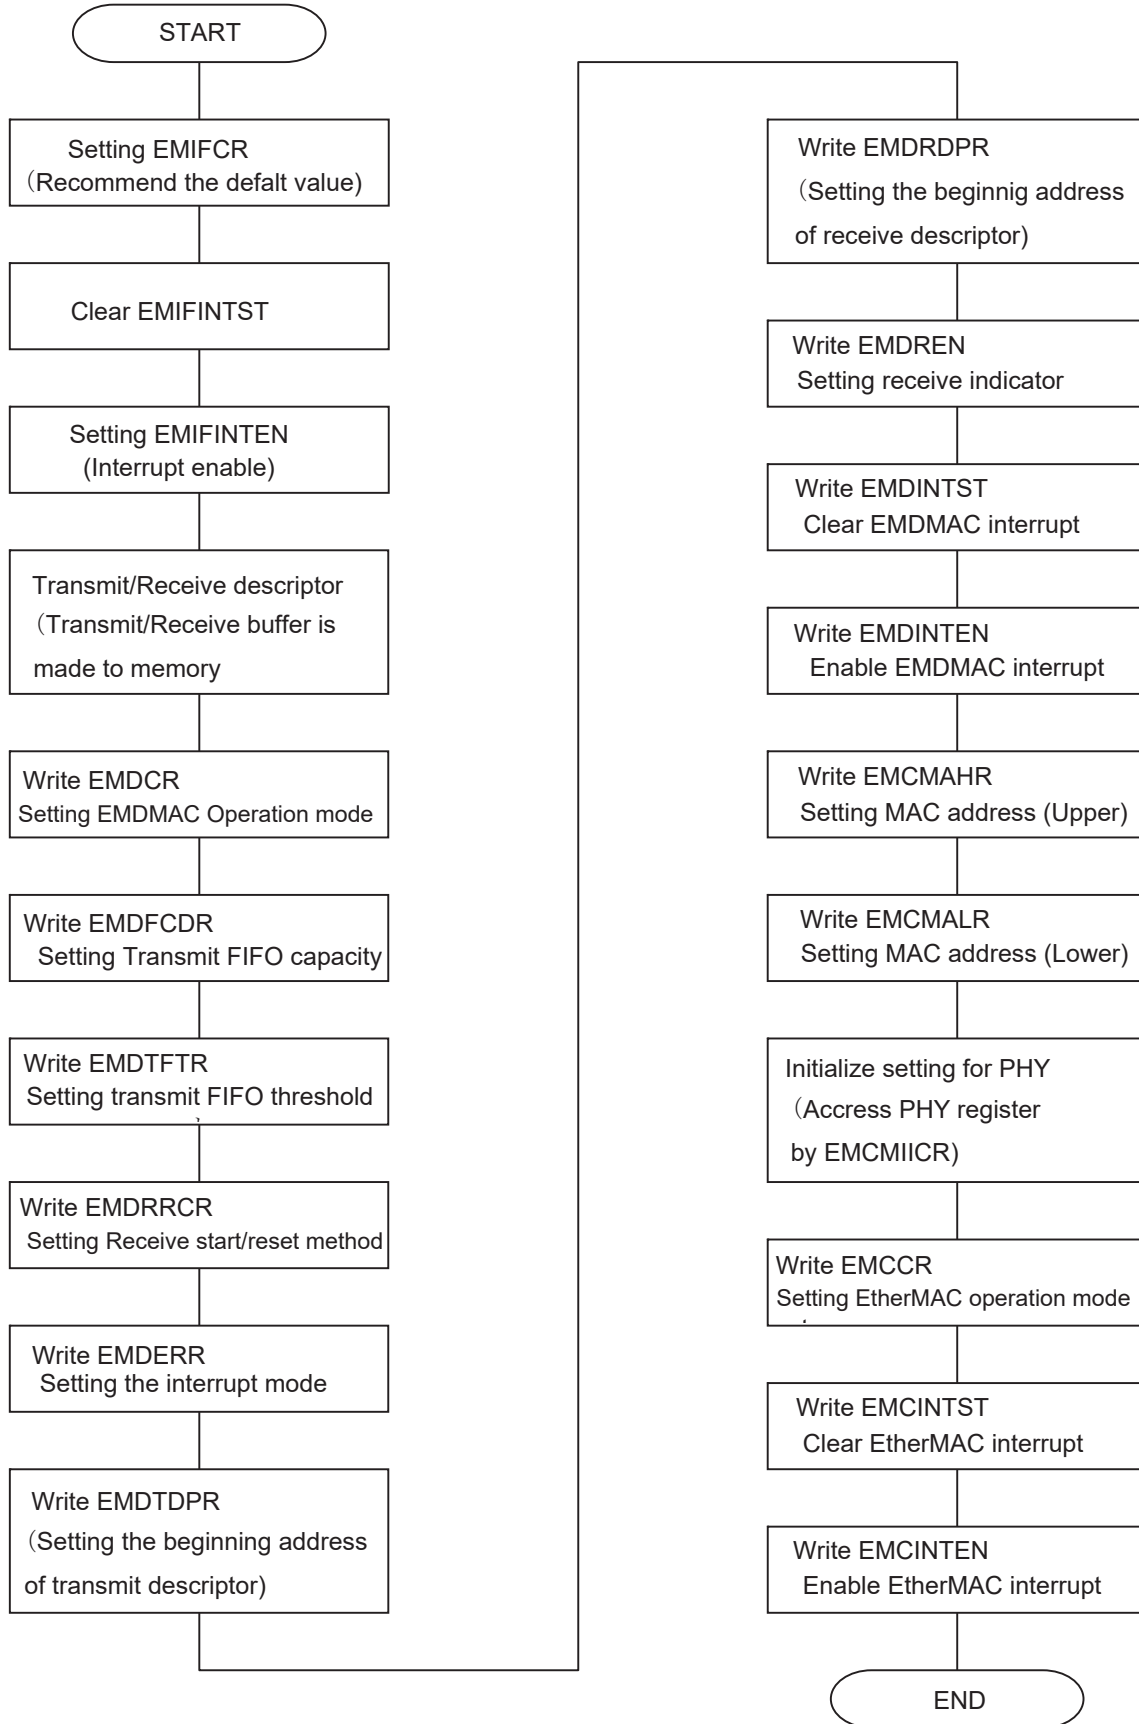 START
Setting EMIFCR
（Recommend the defalt value)
Clear EMIFINTST
Setting EMIFINTEN
(Interrupt enable)
Transmit/Receive descriptor
（Transmit/Receive buffer is
made to memory
Write EMDCR
Setting EMDMAC Operation mode
Write EMDFCDR
Setting Transmit FIFO capacity
Write EMDTFTR
Setting transmit FIFO threshold
Write EMDRRCR
Setting Receive start/reset method
Write EMDERR
Setting the interrupt mode
Write EMDTDPR
（Setting the beginning address
of transmit descriptor)
Write EMDRDPR
（Setting the beginnig address
of receive descriptor)
Write EMDREN
Setting receive indicator
Write EMDINTST
Clear EMDMAC interrupt
Write EMDINTEN
Enable EMDMAC interrupt
Write EMCMAHR
Setting MAC address (Upper)
Write EMCMALR
Setting MAC address (Lower)
Initialize setting for PHY
（Accress PHY register
by EMCMIICR)
Write EMCCR
Setting EtherMAC operation mode
Write EMCINTST
Clear EtherMAC interrupt
Write EMCINTEN
Enable EtherMAC interrupt
END